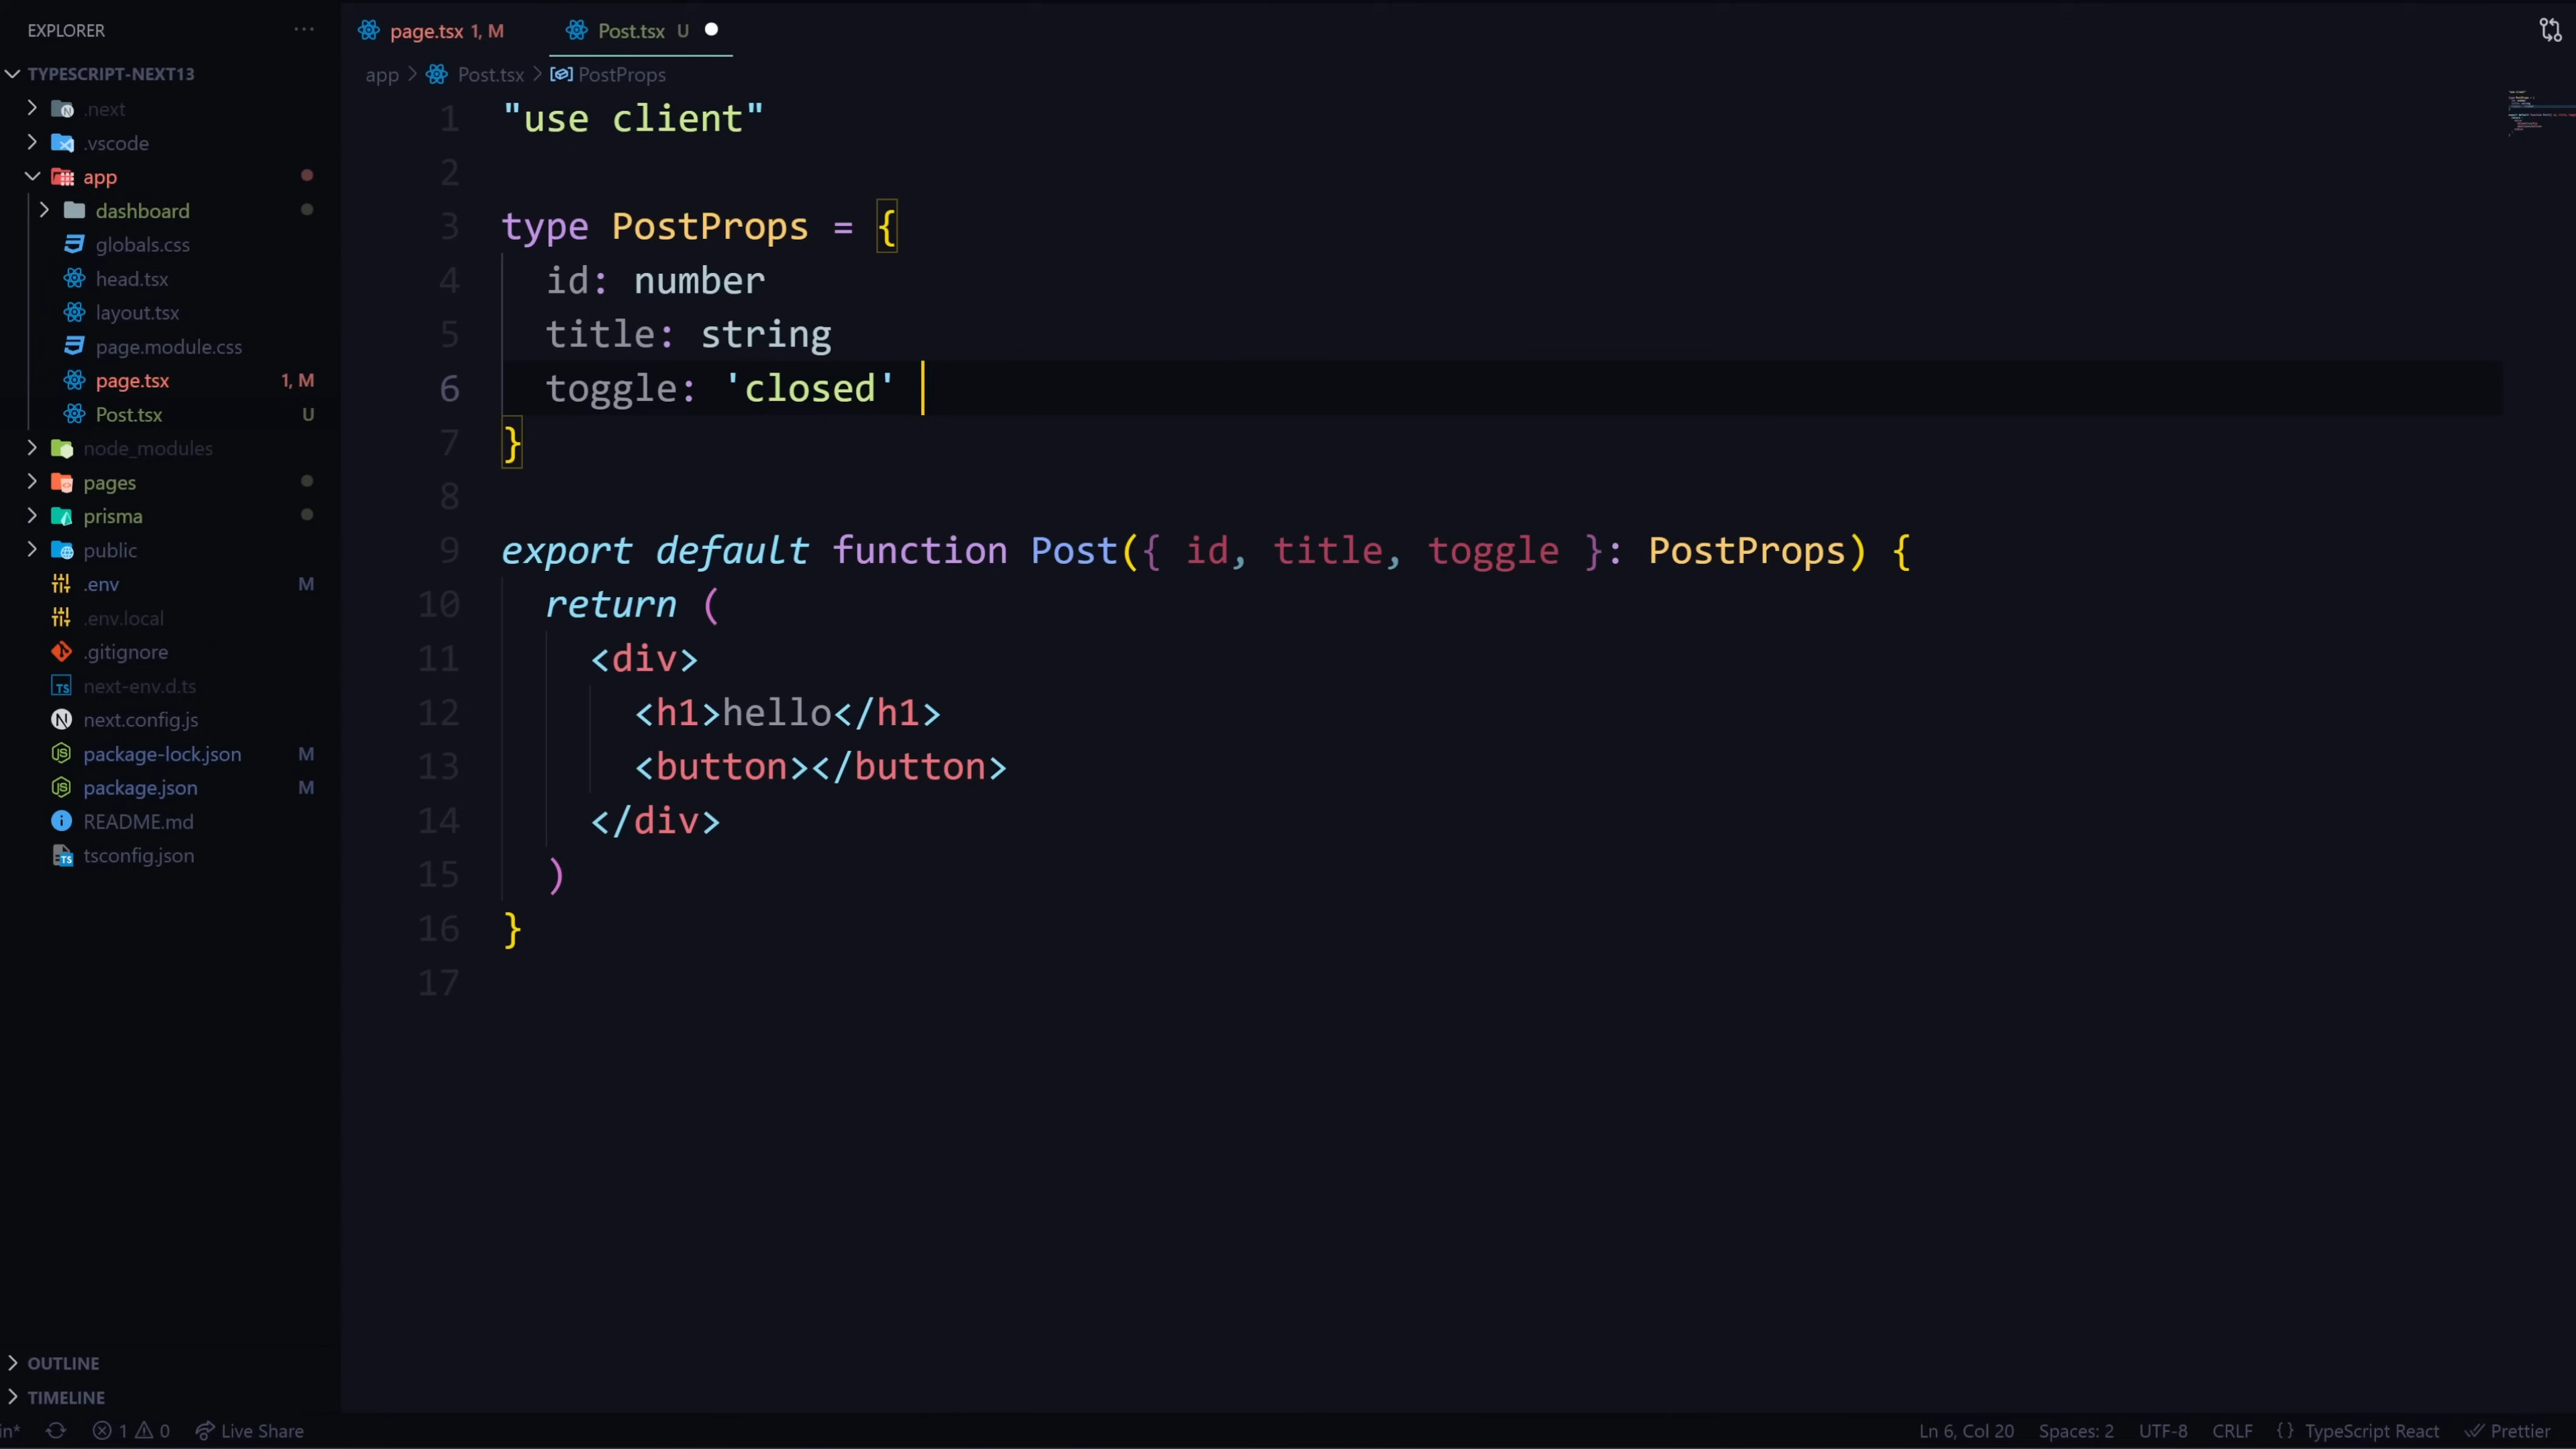 EXPLORER
TYPESCRIPT-NEXT13
.next
.vscode
app
dashboard
globals.css
head.tsx
layout.tsx
page.module.css
page.tsx 1, M
Post.tsx U
node_modules
pages
prisma
public
.env M
.env.local
.gitignore
next-env.d.ts
next.config.js
package-lock.json M
package.json M
README.md
tsconfig.json
OUTLINE
TIMELINE
page.tsx 1, M Post.tsx U
app > Post.tsx > PostProps
1 "use client"
2
3 type PostProps = {
4 id: number
5 title: string
6 toggle: 'closed'
7 }
8
9 export default function Post({ id, title, toggle }: PostProps) {
10 return (
11 <div>
12 <h1>hello</h1>
13 <button></button>
14 </div>
15 )
16 }
17
in* 1 0 Live Share Ln 6, Col 20 Spaces: 2 UTF-8 CRLF {} TypeScript React Prettier